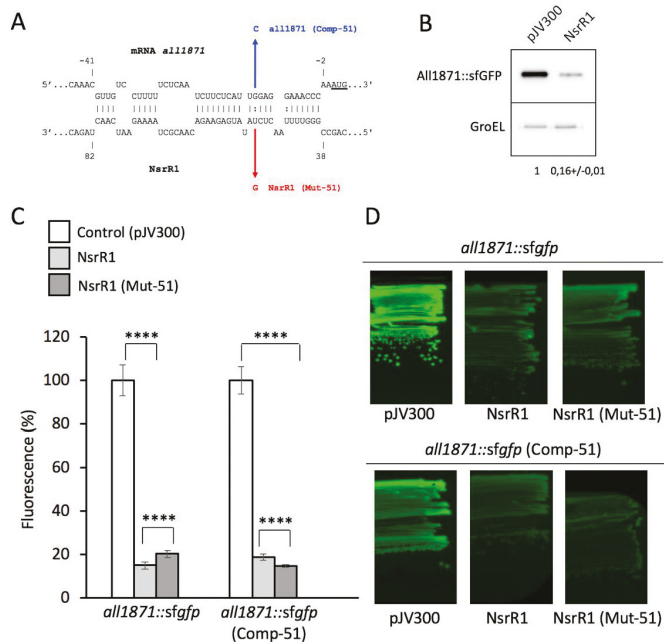 A
C all1871 (Comp-51)
mRNA all1871
-41 -2
5'...CAAAC UC UCUCAA AAAUG...3'
GUUG CUUUU UCUUCUCAU UGGAG GAAACCC
CAAC GAAAA AGAAGAGUA AUCUC UUUUGGG
3'...CAGAU UAA UCGCAAC U AA CCGAC...5'
82 38
NsrR1
G NsrR1 (Mut-51)
B
pJV300 NsrR1
All1871::sfGFP
GroEL
1 0,16+/-0,01
C
Control (pJV300)
NsrR1
NsrR1 (Mut-51)
Fluorescence (%)
120
100
80
60
40
20
0
**** ****
**** ****
all1871::sfgfp all1871::sfgfp
(Comp-51)
D
all1871::sfgfp
pJV300 NsrR1 NsrR1 (Mut-51)
all1871::sfgfp (Comp-51)
pJV300 NsrR1 NsrR1 (Mut-51)